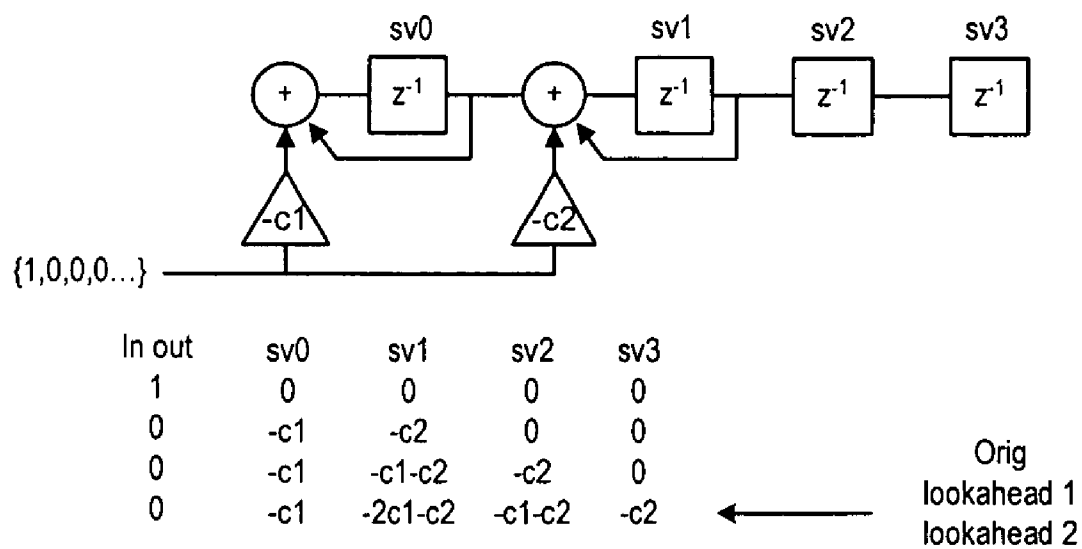 sv0 sv1 sv2 sv3
+ z⁻¹ + z⁻¹ z⁻¹ z⁻¹
-c1 -c2
{1,0,0,0...}
In out sv0 sv1 sv2 sv3
1 0 0 0 0
0 -c1 -c2 0 0
0 -c1 -c1-c2 -c2 0
0 -c1 -2c1-c2 -c1-c2 -c2
Orig
lookahead 1
lookahead 2